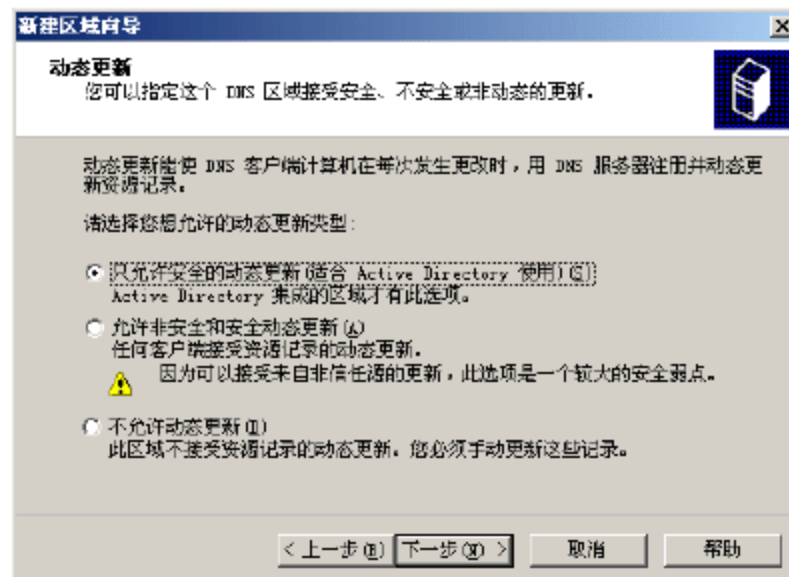 新建区域向导
动态更新
您可以指定这个 DNS 区域接受安全、不安全或非动态的更新。
动态更新能使 DNS 客户端计算机在每次发生更改时，用 DNS 服务器注册并动态更
新资源记录。
请选择您想允许的动态更新类型:
只允许安全的动态更新(适合 Active Directory 使用)(S)
Active Directory 集成的区域才有此选项。
允许非安全和安全动态更新(A)
任何客户端接受资源记录的动态更新。
因为可以接受来自非信任源的更新，此选项是一个较大的安全弱点。
不允许动态更新(D)
此区域不接受资源记录的动态更新。您必须手动更新这些记录。
< 上一步(B) 下一步(N) > 取消 帮助